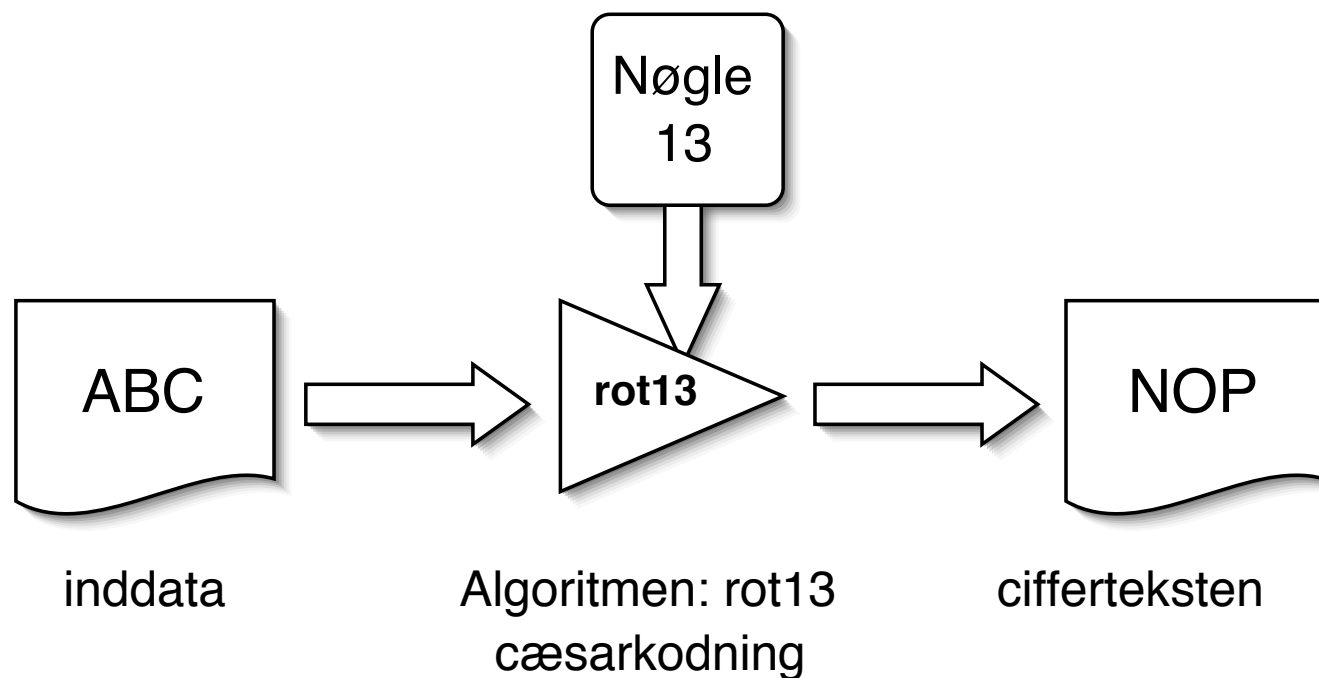 Nøgle
13
ABC
rot13
NOP
inddata
Algoritmen: rot13
cæsarkodning
cifferteksten